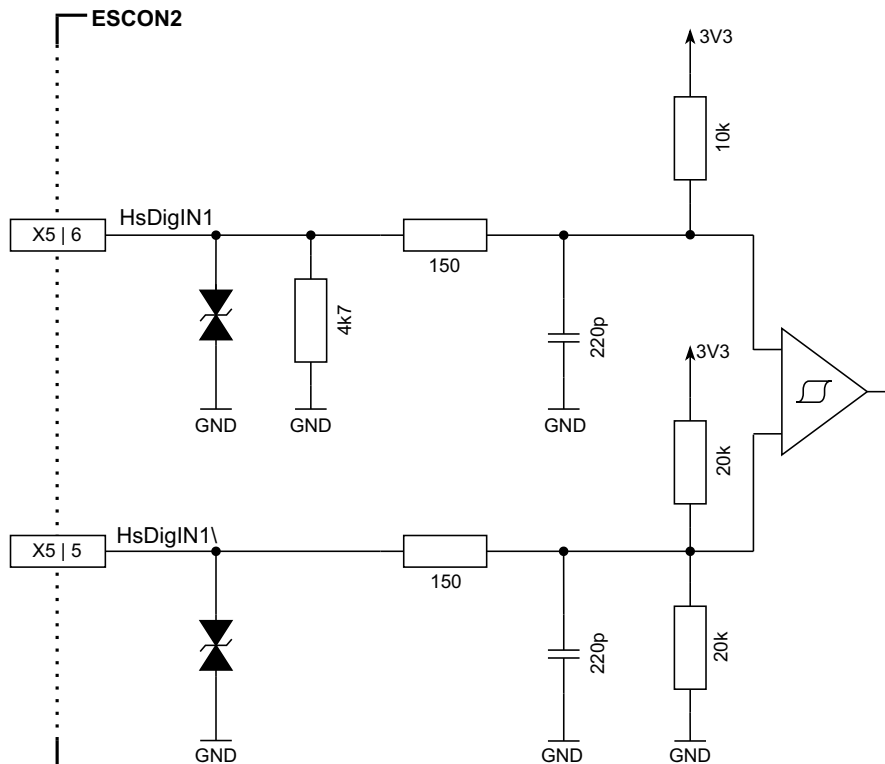 ESCON2
3V3
10k
X5 | 6
HsDigIN1
150
4k7
220p
GND
GND
GND
3V3
20k
X5 | 5
HsDigIN1\
150
220p
20k
GND
GND
GND